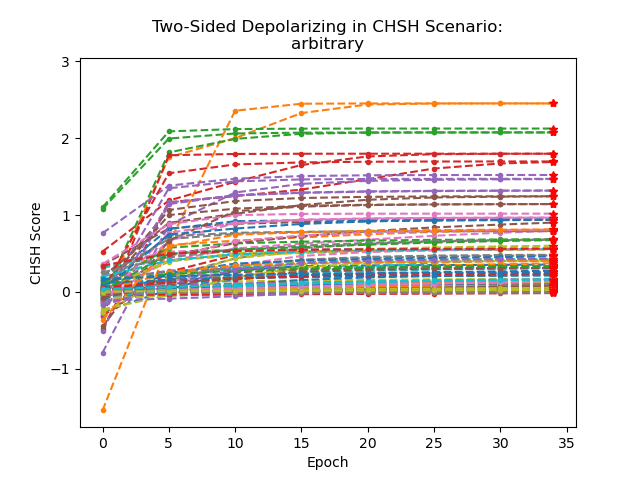 Two-Sided Depolarizing in CHSH Scenario:
arbitrary
3
2
1
0
−1
CHSH Score
0 5 10 15 20 25 30 35
Epoch